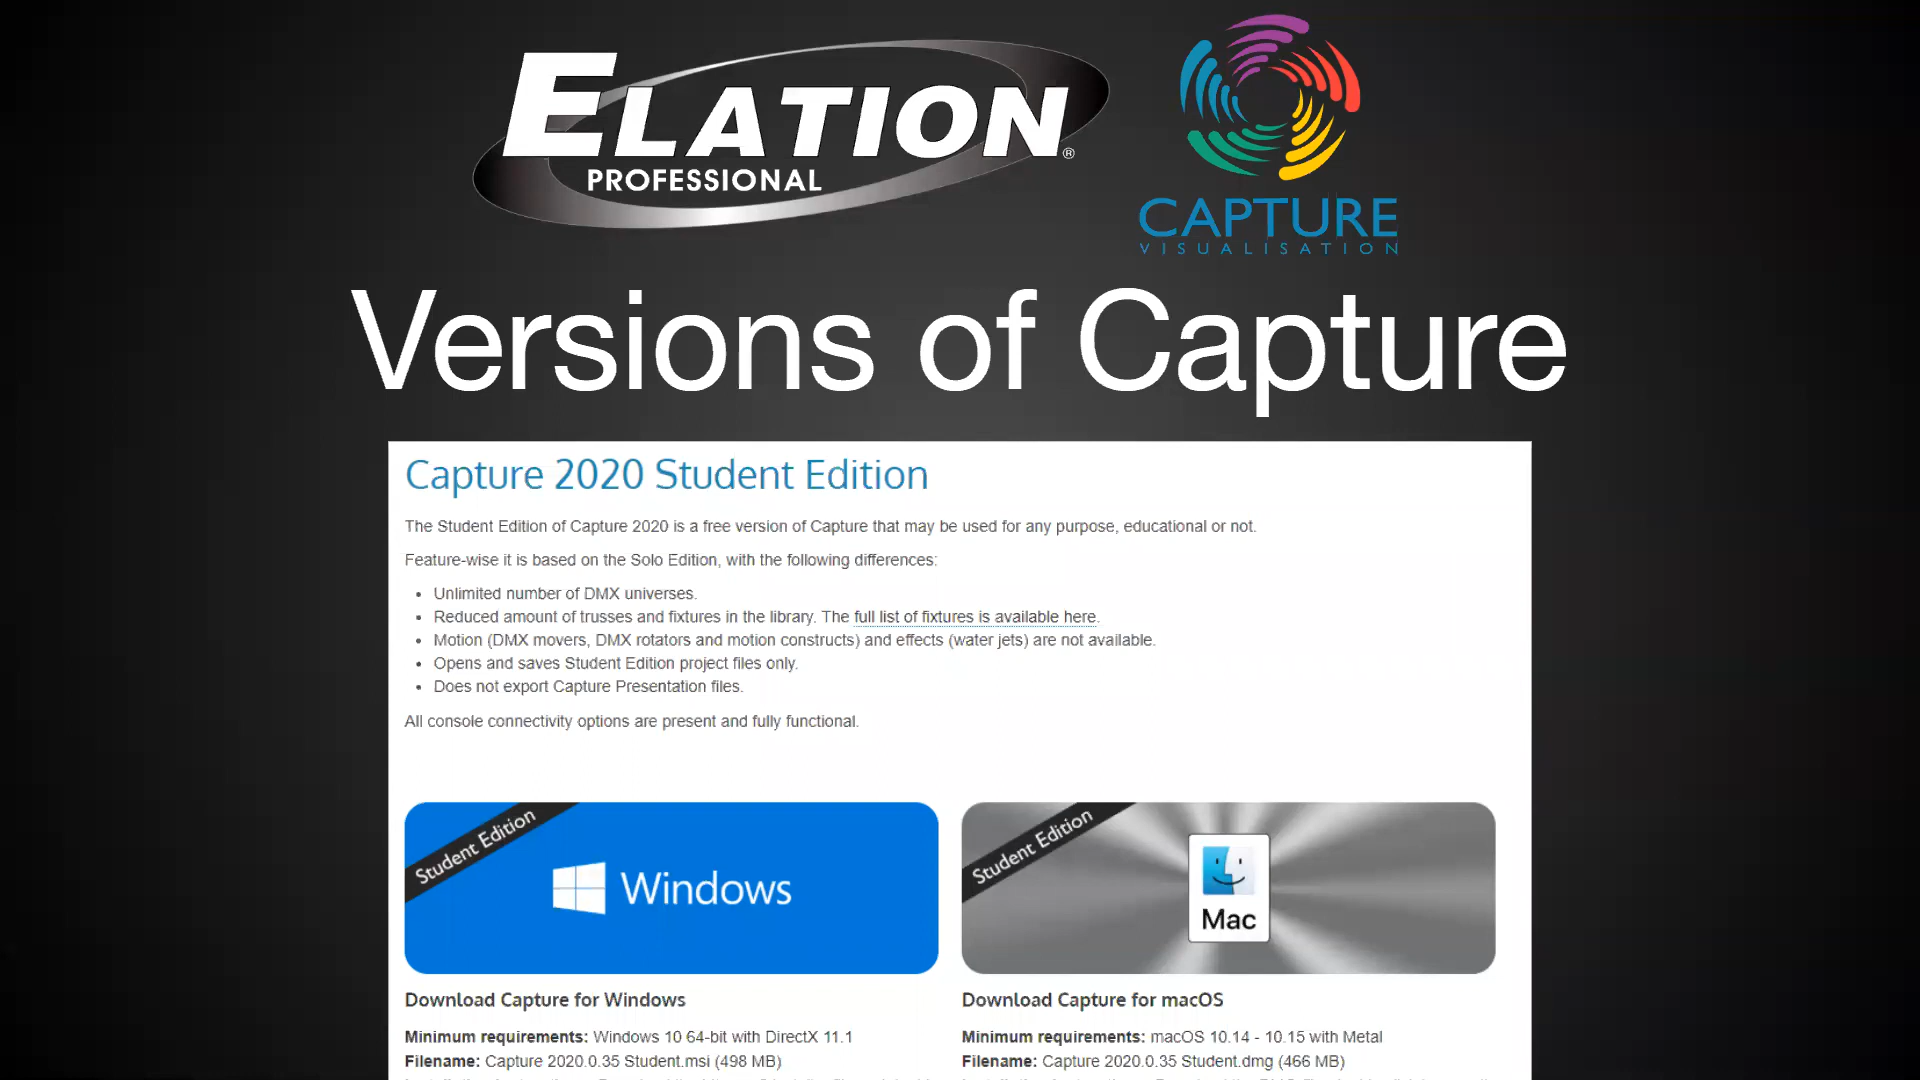 ELATION®
PROFESSIONAL
CAPTURE
VISUALISATION
Versions of Capture
Capture 2020 Student Edition
The Student Edition of Capture 2020 is a free version of Capture that may be used for any purpose, educational or not.
Feature-wise it is based on the Solo Edition, with the following differences:
• Unlimited number of DMX universes.
• Reduced amount of trusses and fixtures in the library. The full list of fixtures is available here.
• Motion (DMX movers, DMX rotators and motion constructs) and effects (water jets) are not available.
• Opens and saves Student Edition project files only.
• Does not export Capture Presentation files.
All console connectivity options are present and fully functional.
Student Edition
Windows
Student Edition
Mac
Download Capture for Windows
Minimum requirements: Windows 10 64-bit with DirectX 11.1
Filename: Capture 2020.0.35 Student.msi (498 MB)
Download Capture for macOS
Minimum requirements: macOS 10.14 - 10.15 with Metal
Filename: Capture 2020.0.35 Student.dmg (466 MB)